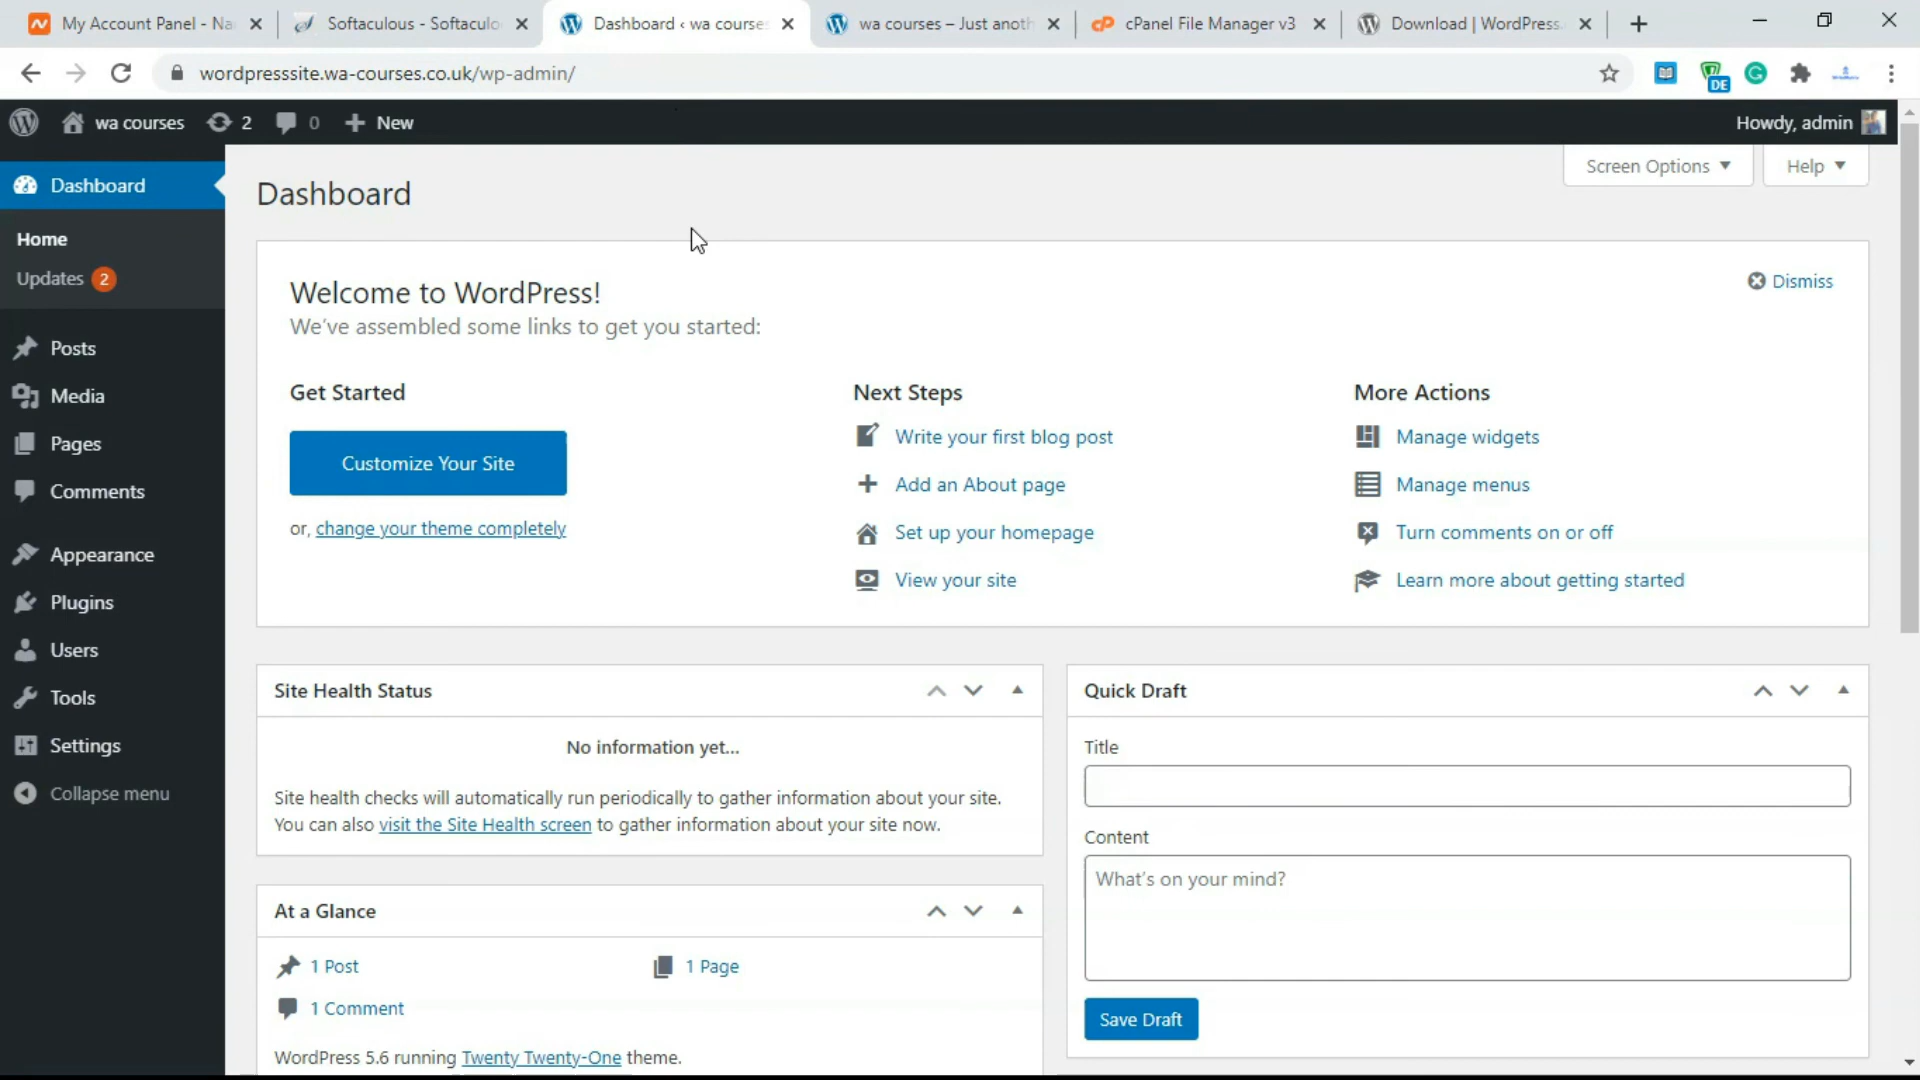 My Account Panel - Na
Softaculous - Softaculo
Dashboard ‹ wa courses
wa courses – Just anoth
cPanel File Manager v3
Download | WordPress.
wordpresssite.wa-courses.co.uk/wp-admin/
DE
wa courses
2
0
New
Howdy, admin
Screen Options
Help
Dashboard
Home
Updates 2
Posts
Media
Pages
Comments
Appearance
Plugins
Users
Tools
Settings
Collapse menu
Dashboard
Welcome to WordPress!
Dismiss
We've assembled some links to get you started:
Get Started
Customize Your Site
or, change your theme completely
Next Steps
Write your first blog post
Add an About page
Set up your homepage
View your site
More Actions
Manage widgets
Manage menus
Turn comments on or off
Learn more about getting started
Site Health Status
No information yet...
Site health checks will automatically run periodically to gather information about your site.
You can also visit the Site Health screen to gather information about your site now.
At a Glance
1 Post
1 Page
1 Comment
WordPress 5.6 running Twenty Twenty-One theme.
Quick Draft
Title
Content
What's on your mind?
Save Draft